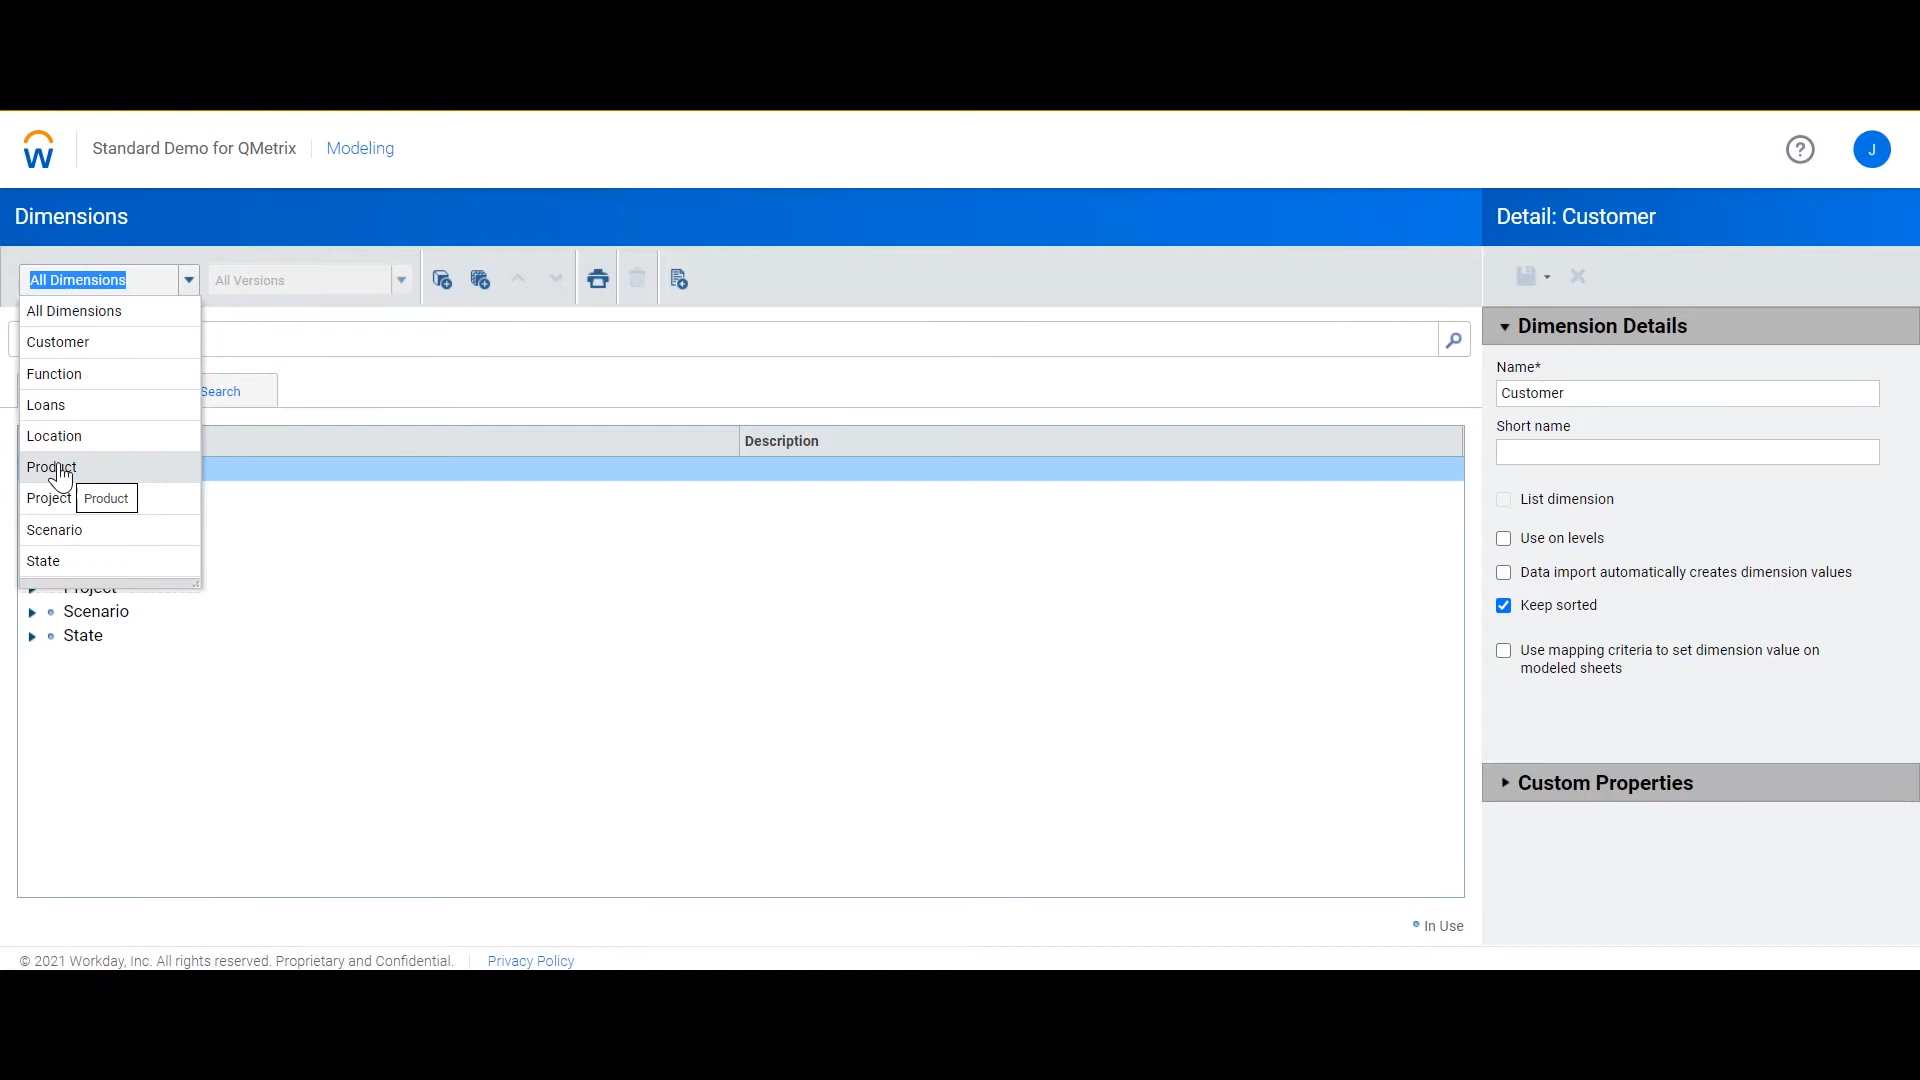 Standard Demo for QMetrix
Modeling
?
J
Dimensions
Detail: Customer
All Dimensions
All Versions
All Dimensions
Customer
Function
Loans
Location
Product
Project
Product
Scenario
State
Search
Description
Project
Scenario
State
In Use
Dimension Details
Name*
Customer
Short name
List dimension
Use on levels
Data import automatically creates dimension values
Keep sorted
Use mapping criteria to set dimension value on
modeled sheets
Custom Properties
© 2021 Workday, Inc. All rights reserved. Proprietary and Confidential.
Privacy Policy